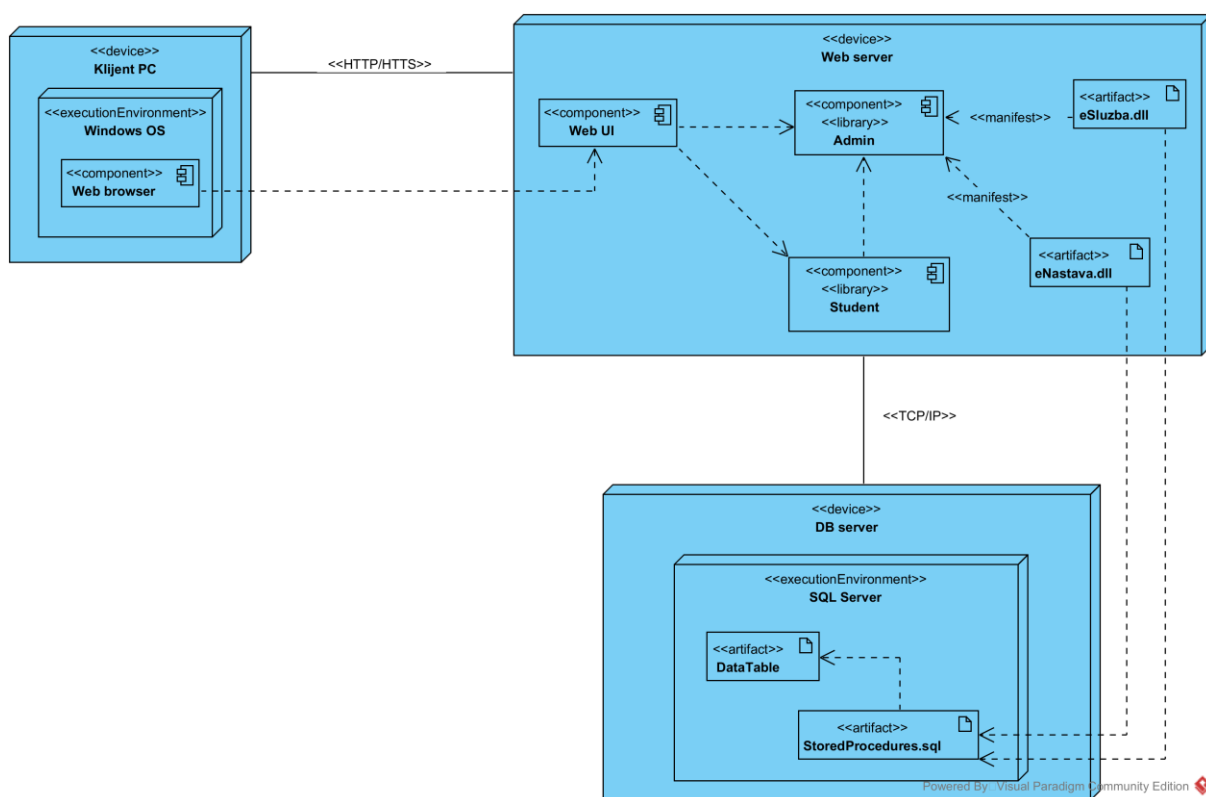 <<device>>
Klijent PC
<<executionEnvironment>>
Windows OS
<<component>>
Web browser
<<HTTP/HTTS>>
<<device>>
Web server
<<component>>
Web UI
<<component>>
<<library>>
Admin
<<manifest>>
<<artifact>>
eSluzba.dll
<<manifest>>
<<artifact>>
eNastava.dll
<<component>>
<<library>>
Student
<<TCP/IP>>
<<device>>
DB server
<<executionEnvironment>>
SQL Server
<<artifact>>
DataTable
<<artifact>>
StoredProcedures.sql
Powered By: Visual Paradigm Community Edition